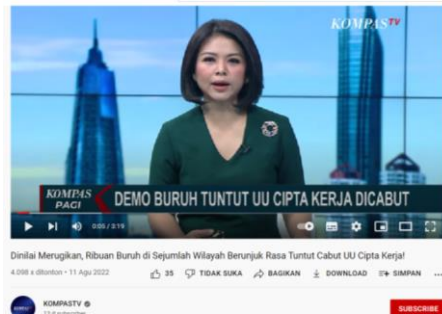 KOMPAS TV
KOMPAS PAGI
DEMO BURUH TUNTUT UU CIPTA KERJA DICABUT
0:05 / 3:19
Dinilai Merugikan, Ribuan Buruh di Sejumlah Wilayah Berunjuk Rasa Tuntut Cabut UU Cipta Kerja!
4.098 x ditonton • 11 Agu 2022
35
TIDAK SUKA
BAGIKAN
DOWNLOAD
SIMPAN
KOMPASTV
SUBSCRIBE